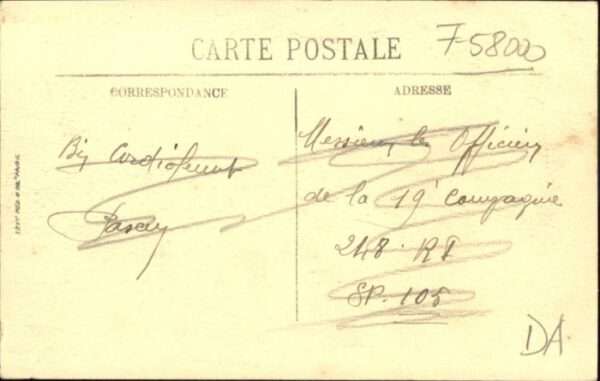 CARTE POSTALE
7-58000
CORRESPONDANCE
ADRESSE
Bien Cordialement
Messieurs les Officiers
de la 19e Compagnie
248. RI
SP. 105
DA